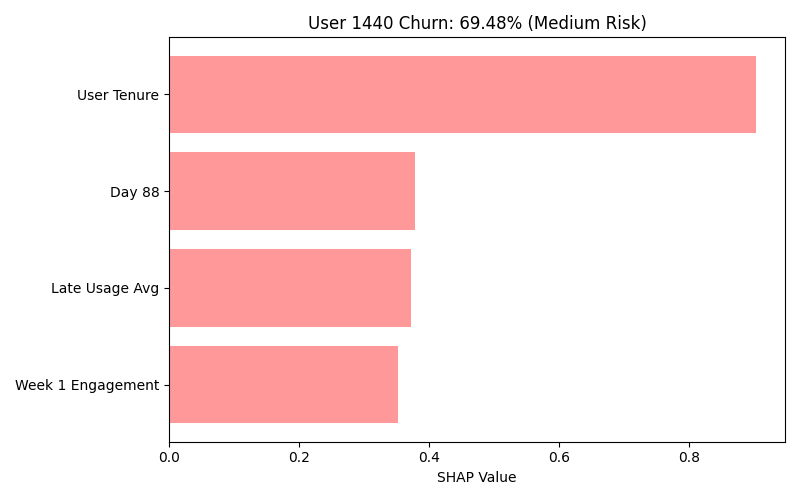 User 1440 Churn: 69.48% (Medium Risk)
User Tenure
Day 88
Late Usage Avg
Week 1 Engagement
0.0 0.2 0.4 0.6 0.8
SHAP Value